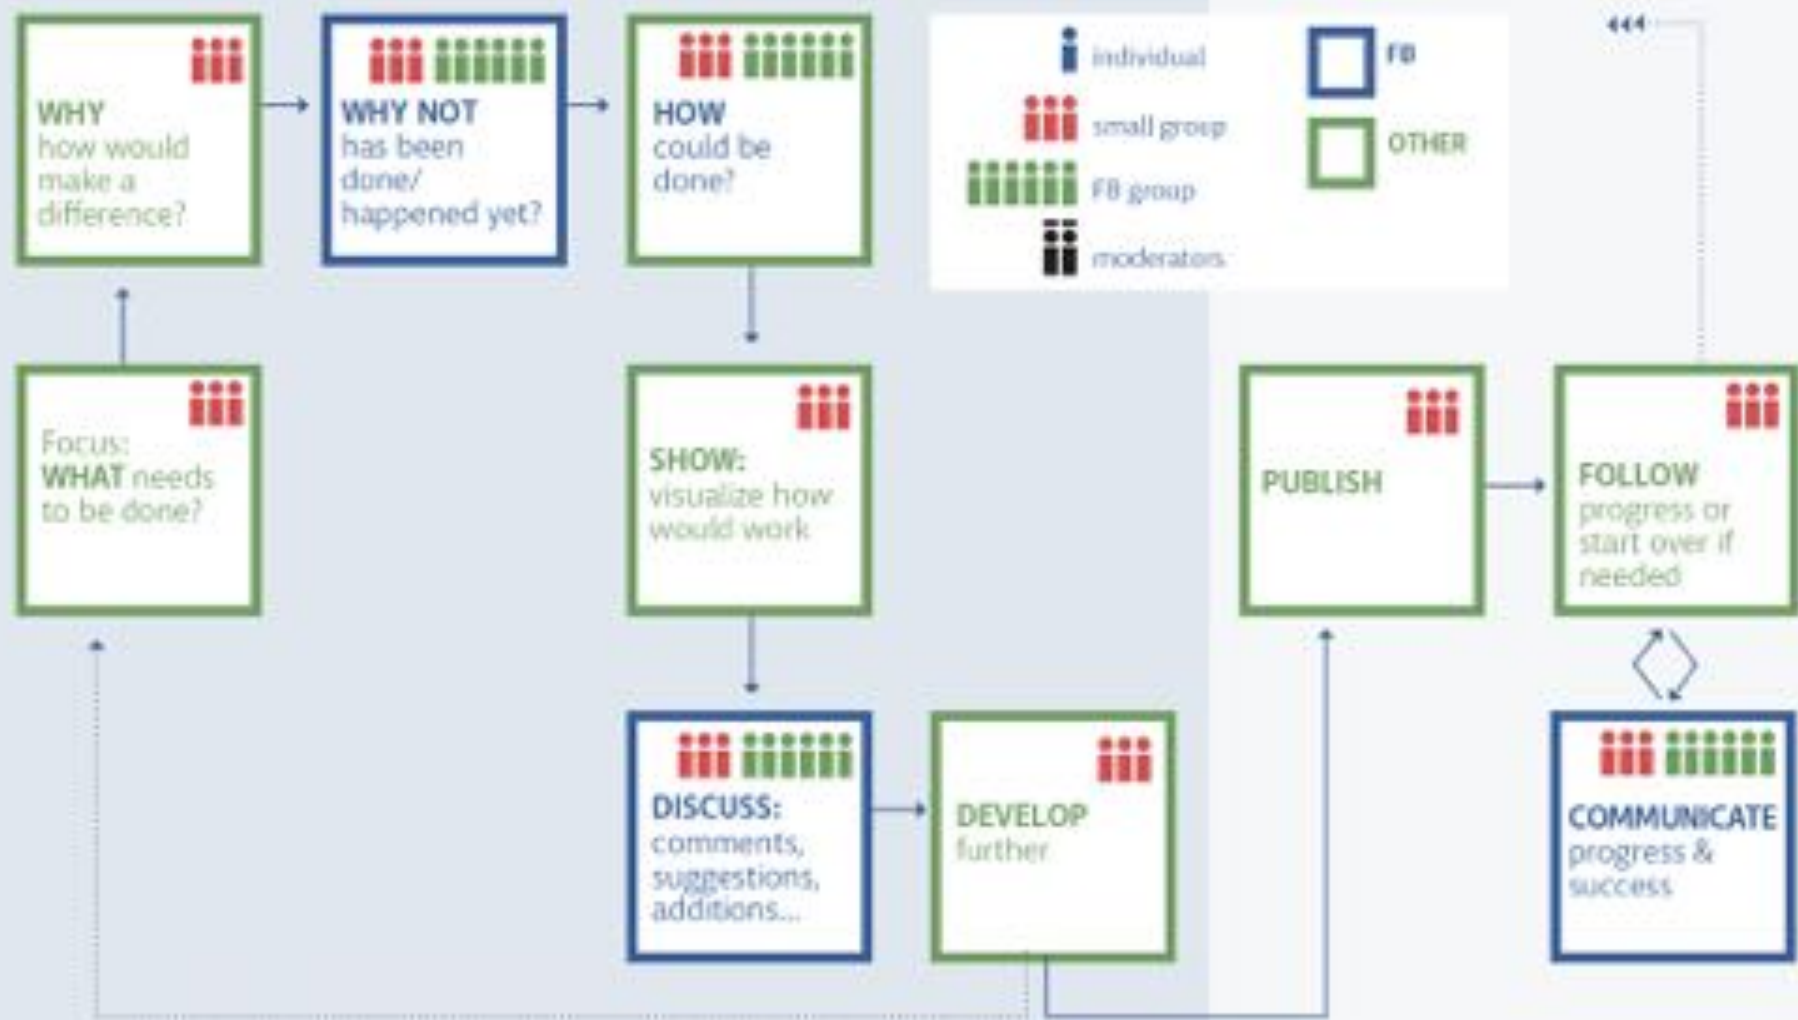 WHY
how would
make a
difference?
WHY NOT
has been
done/
happened yet?
HOW
could be
done?
individual
small group
FB group
moderators
FB
OTHER
Focus:
WHAT needs
to be done?
SHOW:
visualize how
would work
PUBLISH
FOLLOW
progress or
start over if
needed
DISCUSS:
comments,
suggestions,
additions...
DEVELOP
further
COMMUNICATE
progress &
success